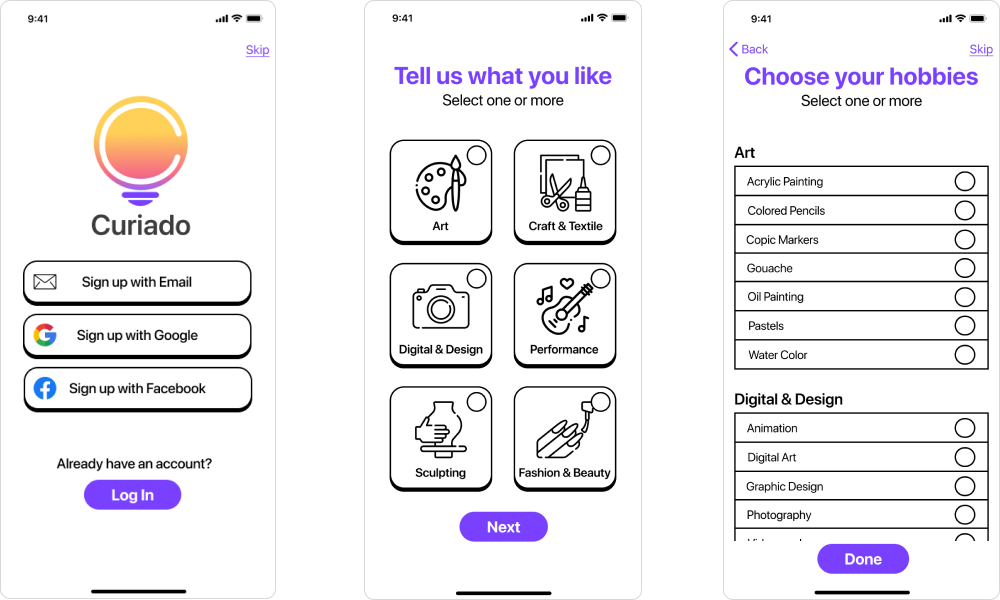 9:41
Skip
Curiado
Sign up with Email
Sign up with Google
Sign up with Facebook
Already have an account?
Log In
9:41
Tell us what you like
Select one or more
Art
Craft & Textile
Digital & Design
Performance
Sculpting
Fashion & Beauty
Next
9:41
Back
Skip
Choose your hobbies
Select one or more
Art
Acrylic Painting
Colored Pencils
Copic Markers
Gouache
Oil Painting
Pastels
Water Color
Digital & Design
Animation
Digital Art
Graphic Design
Photography
Done